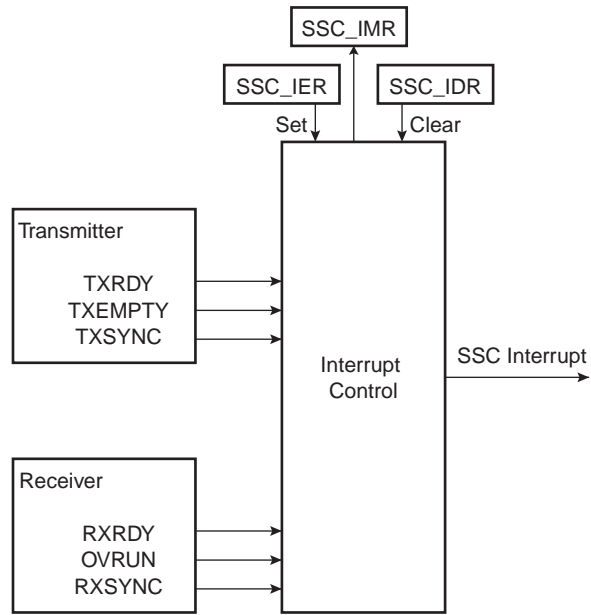 SSC_IMR
SSC_IER
SSC_IDR
Set
Clear
Transmitter
TXRDY
TXEMPTY
TXSYNC
Interrupt
Control
SSC Interrupt
Receiver
RXRDY
OVRUN
RXSYNC